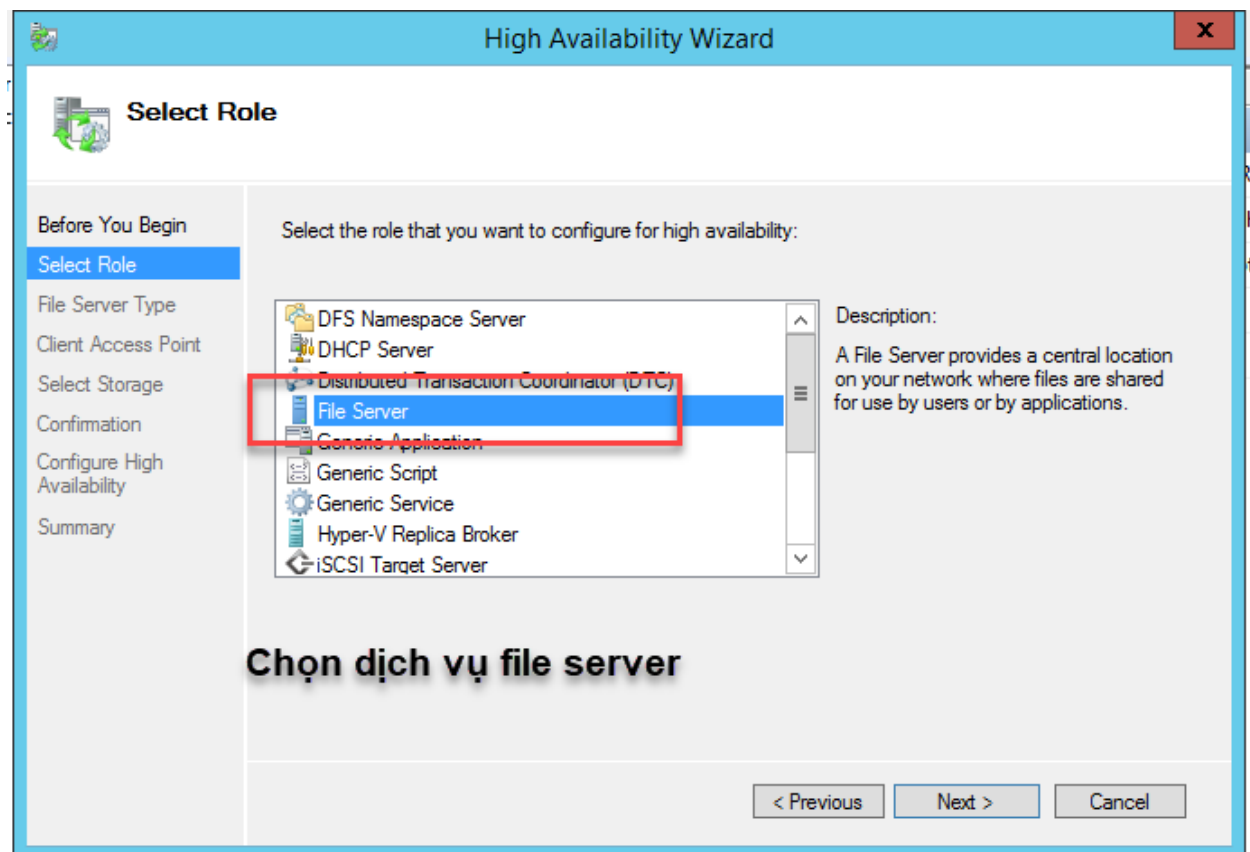 High Availability Wizard
Select Role
Before You Begin
Select Role
File Server Type
Client Access Point
Select Storage
Confirmation
Configure High
Availability
Summary
Select the role that you want to configure for high availability:
DFS Namespace Server
DHCP Server
Distributed Transaction Coordinator (DTC)
File Server
Generic Application
Generic Script
Generic Service
Hyper-V Replica Broker
iSCSI Target Server
Description:
A File Server provides a central location
on your network where files are shared
for use by users or by applications.
Chọn dịch vụ file server
< Previous
Next >
Cancel